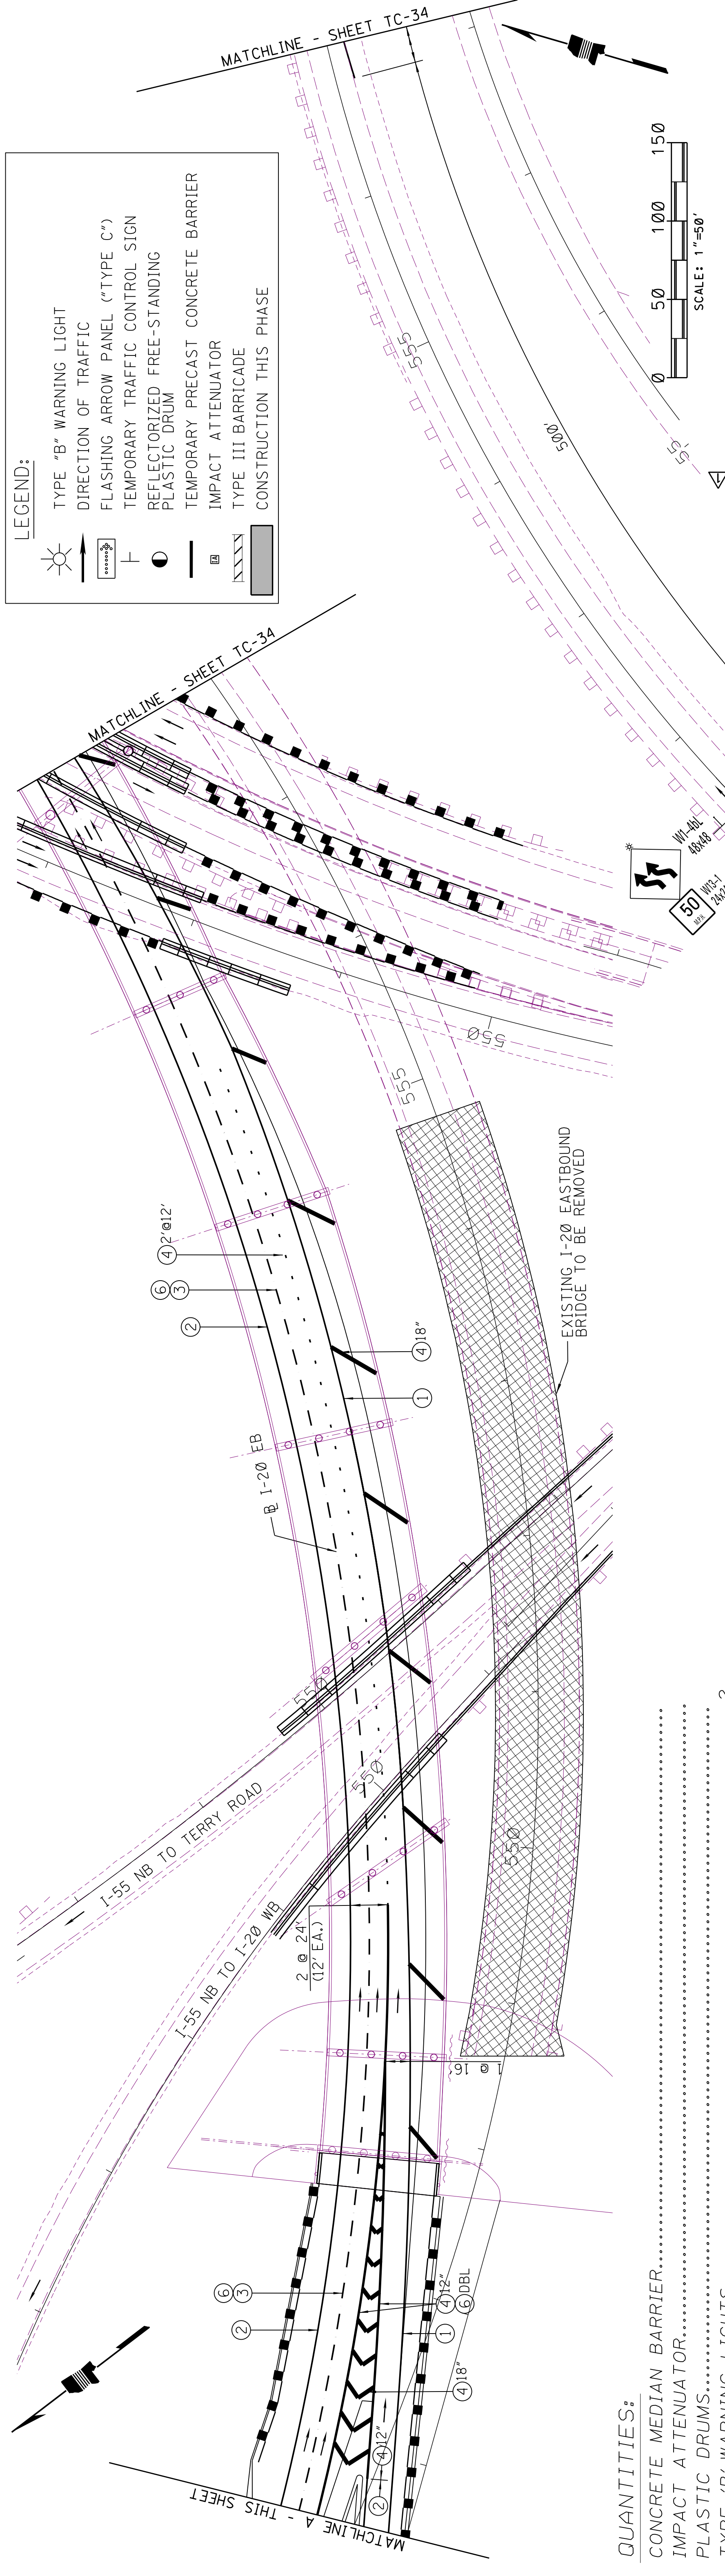 MATCHLINE - SHEET TC-34
LEGEND:
TYPE "B" WARNING LIGHT
DIRECTION OF TRAFFIC
FLASHING ARROW PANEL ("TYPE C")
TEMPORARY TRAFFIC CONTROL SIGN
REFLECTORIZED FREE-STANDING
PLASTIC DRUM
TEMPORARY PRECAST CONCRETE BARRIER
EA
IMPACT ATTENUATOR
TYPE III BARRICADE
CONSTRUCTION THIS PHASE
0 50 100 150
SCALE: 1"=50'
555
500'
55
MATCHLINE - SHEET TC-34
W1-4bL
48x48
50
MPH
W13-1
550
555
EXISTING I-20 EASTBOUND
BRIDGE TO BE REMOVED
4 2'@12'
6 3
2
4 18"
1
B I-20 EB
550
550
550
I-55 NB TO TERRY ROAD
I-55 NB TO I-20 WB
2 @ 24'
(12' EA.)
1 @ 16'
6 3
2
4 12"
6 DBL
1
4 18"
4 12"
2
MATCHLINE A - THIS SHEET
QUANTITIES:
CONCRETE MEDIAN BARRIER
IMPACT ATTENUATOR
PLASTIC DRUMS